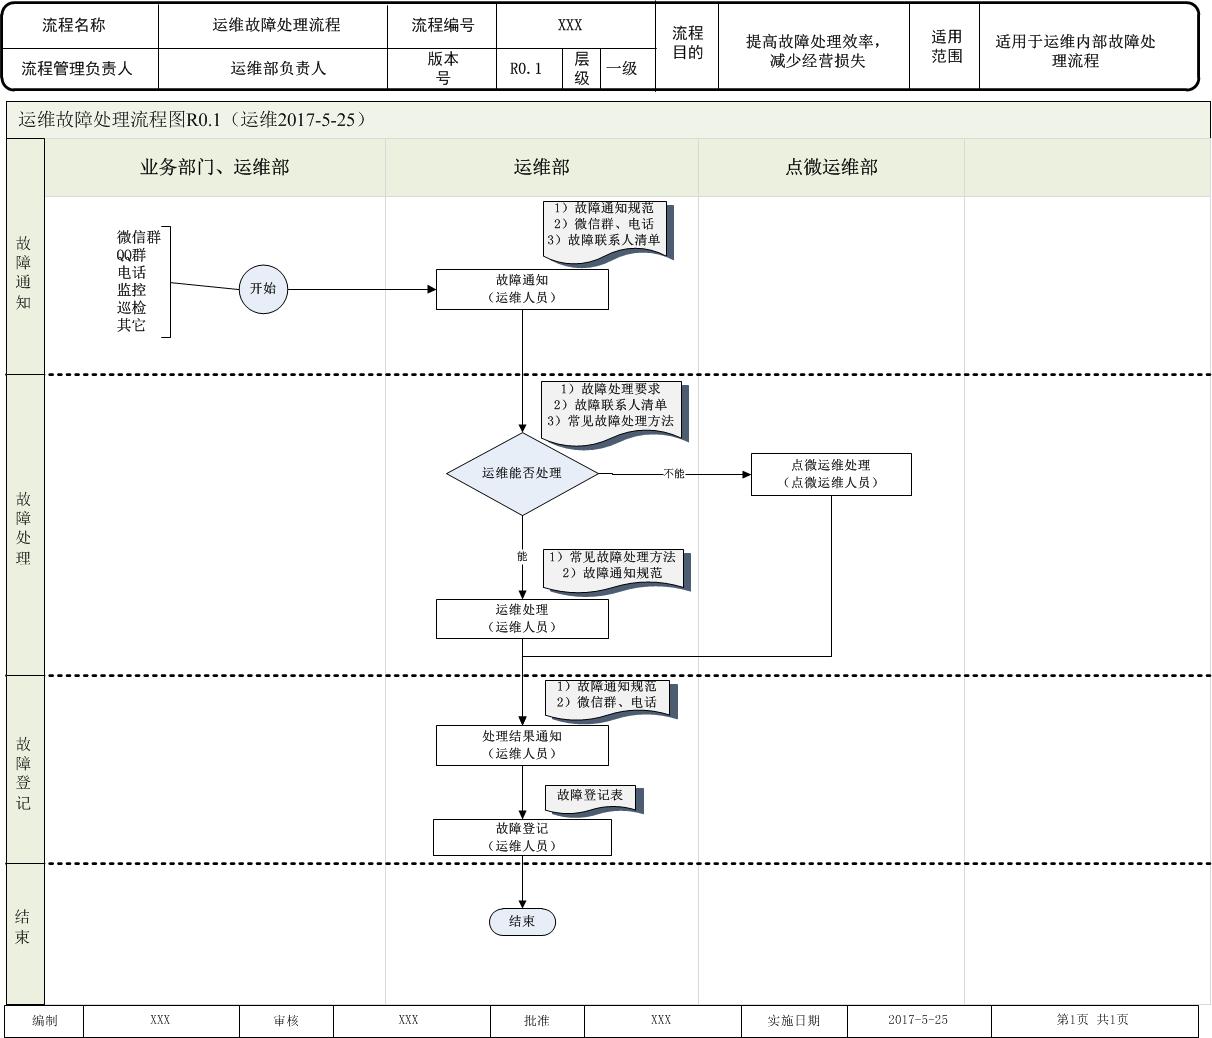 流程名称 运维故障处理流程 流程编号 XXX
流程管理负责人 运维部负责人 版本
号
R0.1 层
级
一级
流程
目的
提高故障处理效率，
减少经营损失
适用
范围
适用于运维内部故障处
理流程
运维故障处理流程图R0.1（运维2017-5-25）
业务部门、运维部 运维部 点微运维部
故
障
通
知
微信群
QQ群
电话
监控
巡检
其它
开始
1）故障通知规范
2）微信群、电话
3）故障联系人清单
故障通知
（运维人员）
故
障
处
理
1）故障处理要求
2）故障联系人清单
3）常见故障处理方法
运维能否处理
不能
点微运维处理
（点微运维人员）
能
1）常见故障处理方法
2）故障通知规范
运维处理
（运维人员）
故
障
登
记
1）故障通知规范
2）微信群、电话
处理结果通知
（运维人员）
故障登记表
故障登记
（运维人员）
结
束
结束
编制 XXX 审核 XXX 批准 XXX 实施日期 2017-5-25 第1页 共1页